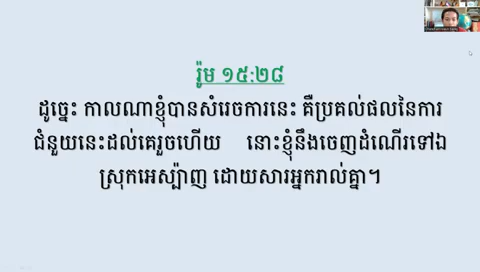 រ៉ូម ១៥:២៨
ដូច្នេះ កាលណាខ្ញុំបានសំរេចការនេះ គឺប្រគល់ផលនៃការ
ជំនួយនេះដល់គេរួចហើយ នោះខ្ញុំនឹងចេញដំណើរទៅឯ
ស្រុកអេស្ប៉ាញ ដោយសារអ្នករាល់គ្នា។